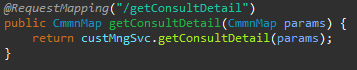 @RequestMapping("/getConsultDetail")
public CmmnMap getConsultDetail(CmmnMap params) {
    return custMngSvc.getConsultDetail(params);
}